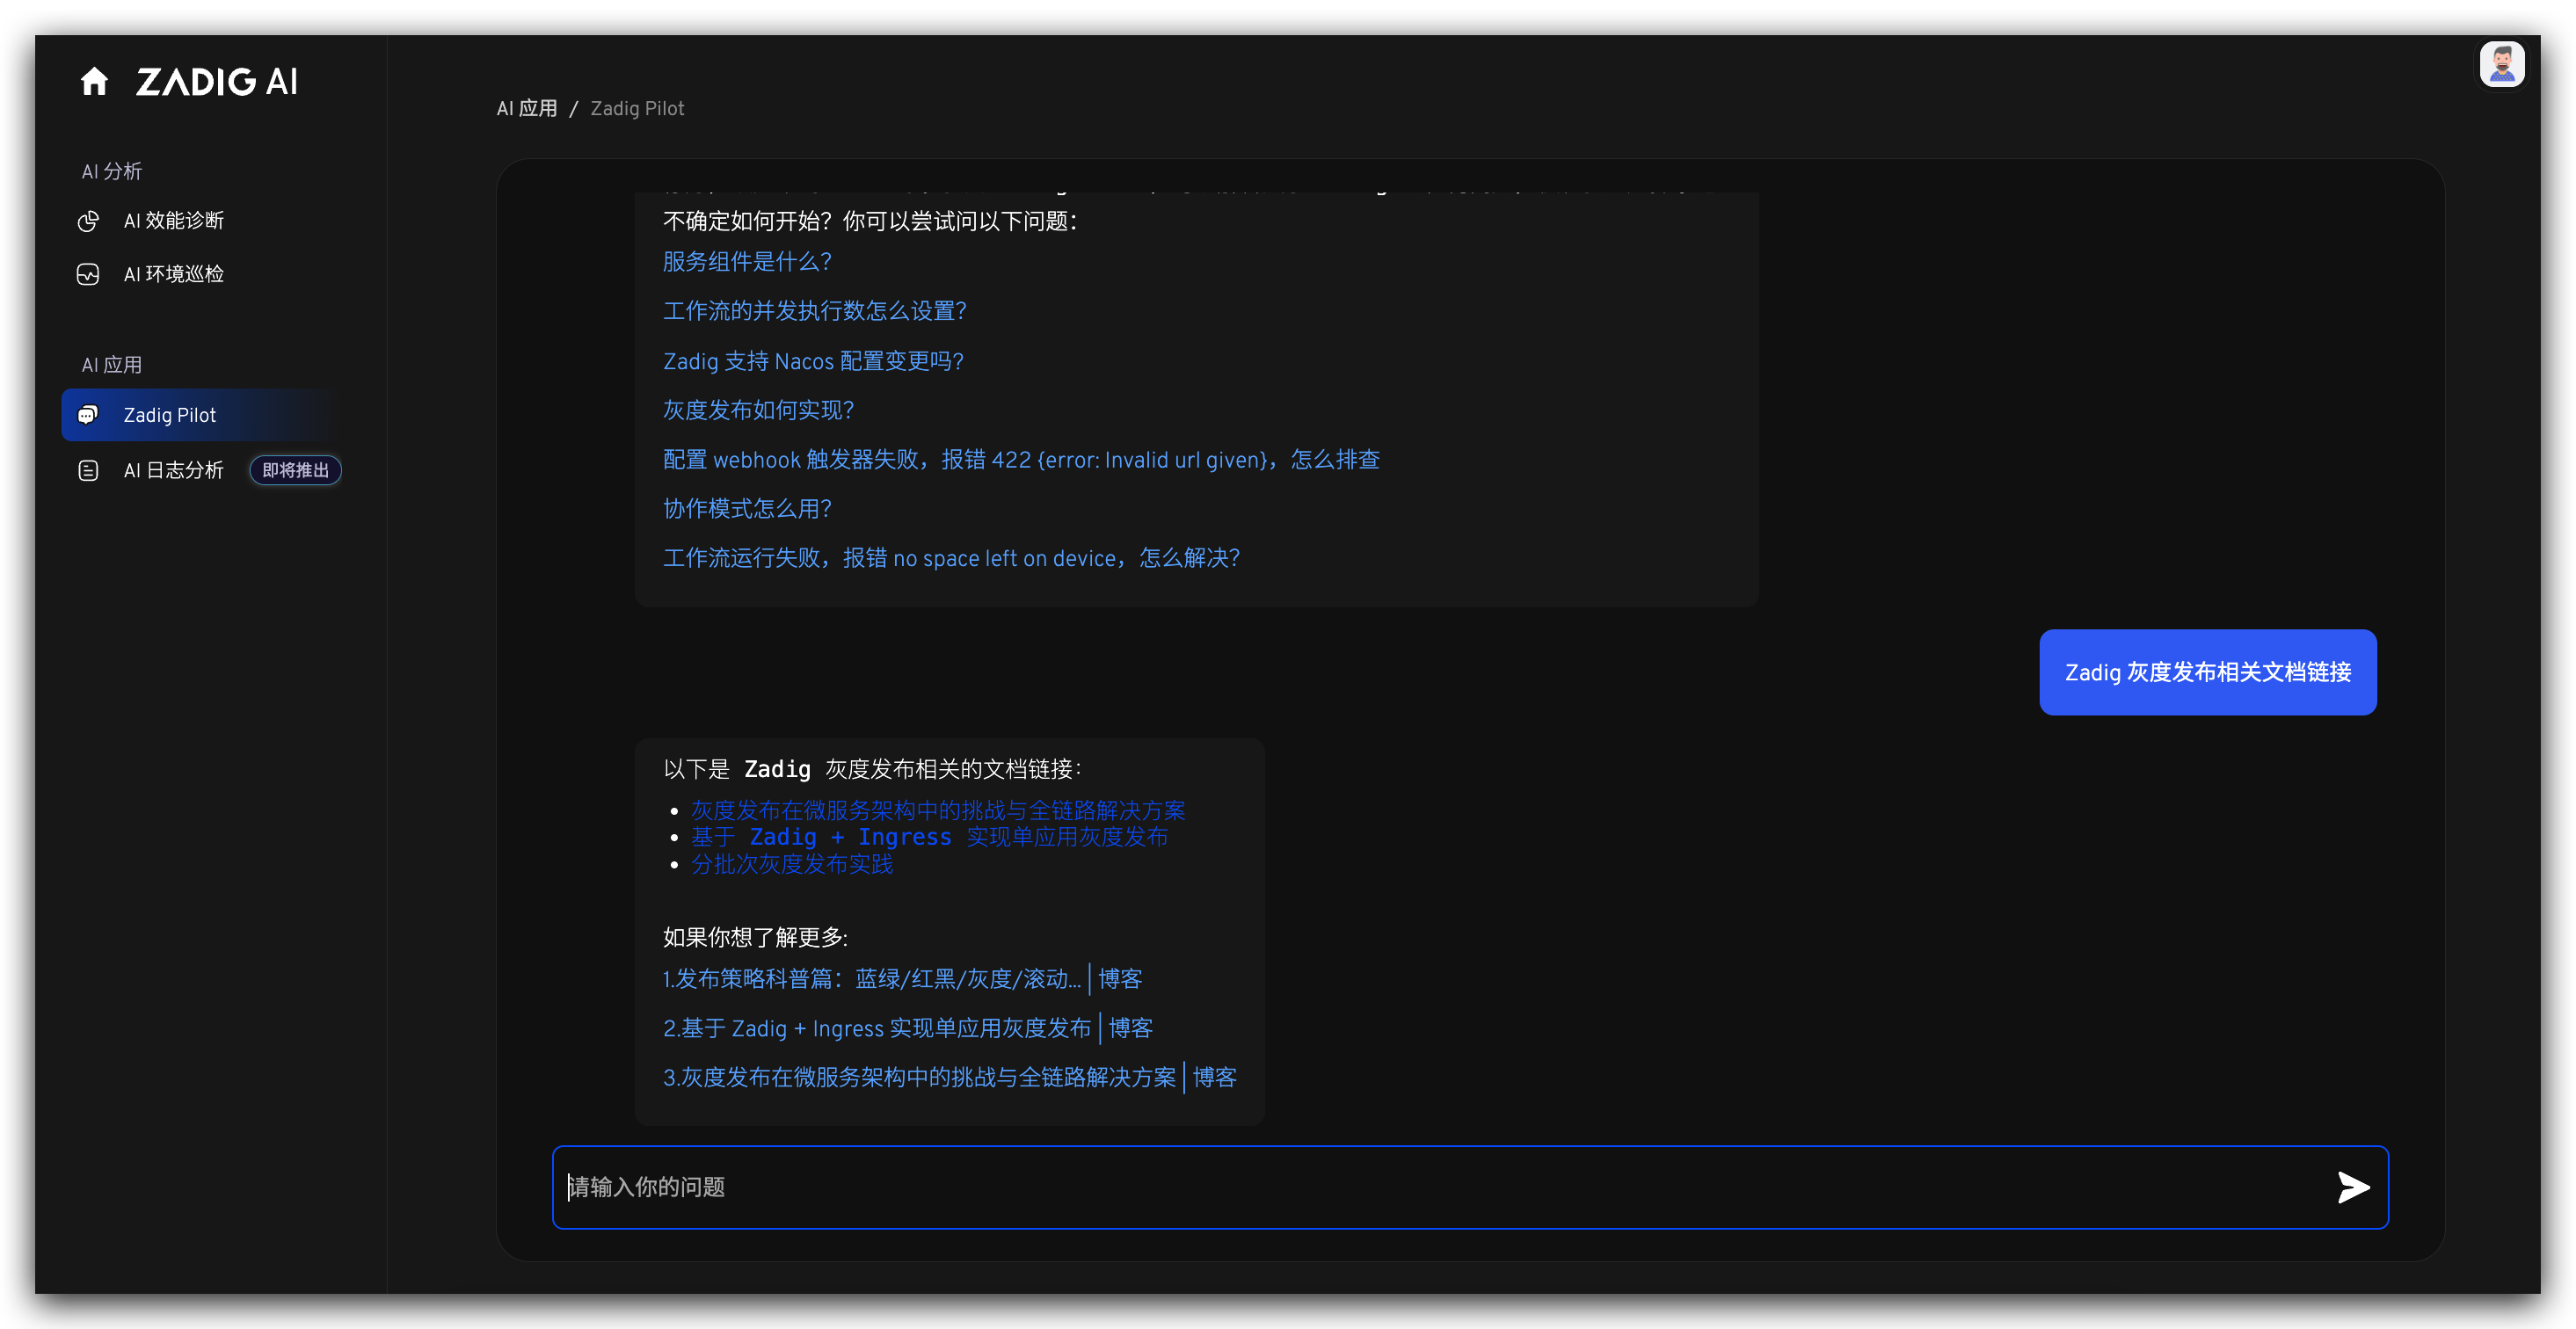 ZADIG AI
AI 分析
AI 效能诊断
AI 环境巡检
AI 应用
Zadig Pilot
AI 日志分析 即将推出
AI 应用 / Zadig Pilot
不确定如何开始？你可以尝试问以下问题：
服务组件是什么？
工作流的并发执行数怎么设置？
Zadig 支持 Nacos 配置变更吗？
灰度发布如何实现？
配置 webhook 触发器失败，报错 422 {error: Invalid url given}，怎么排查
协作模式怎么用？
工作流运行失败，报错 no space left on device，怎么解决？
Zadig 灰度发布相关文档链接
以下是 Zadig 灰度发布相关的文档链接：
• 灰度发布在微服务架构中的挑战与全链路解决方案
• 基于 Zadig + Ingress 实现单应用灰度发布
• 分批次灰度发布实践
如果你想了解更多:
1.发布策略科普篇：蓝绿/红黑/灰度/滚动... | 博客
2.基于 Zadig + Ingress 实现单应用灰度发布 | 博客
3.灰度发布在微服务架构中的挑战与全链路解决方案 | 博客
请输入你的问题